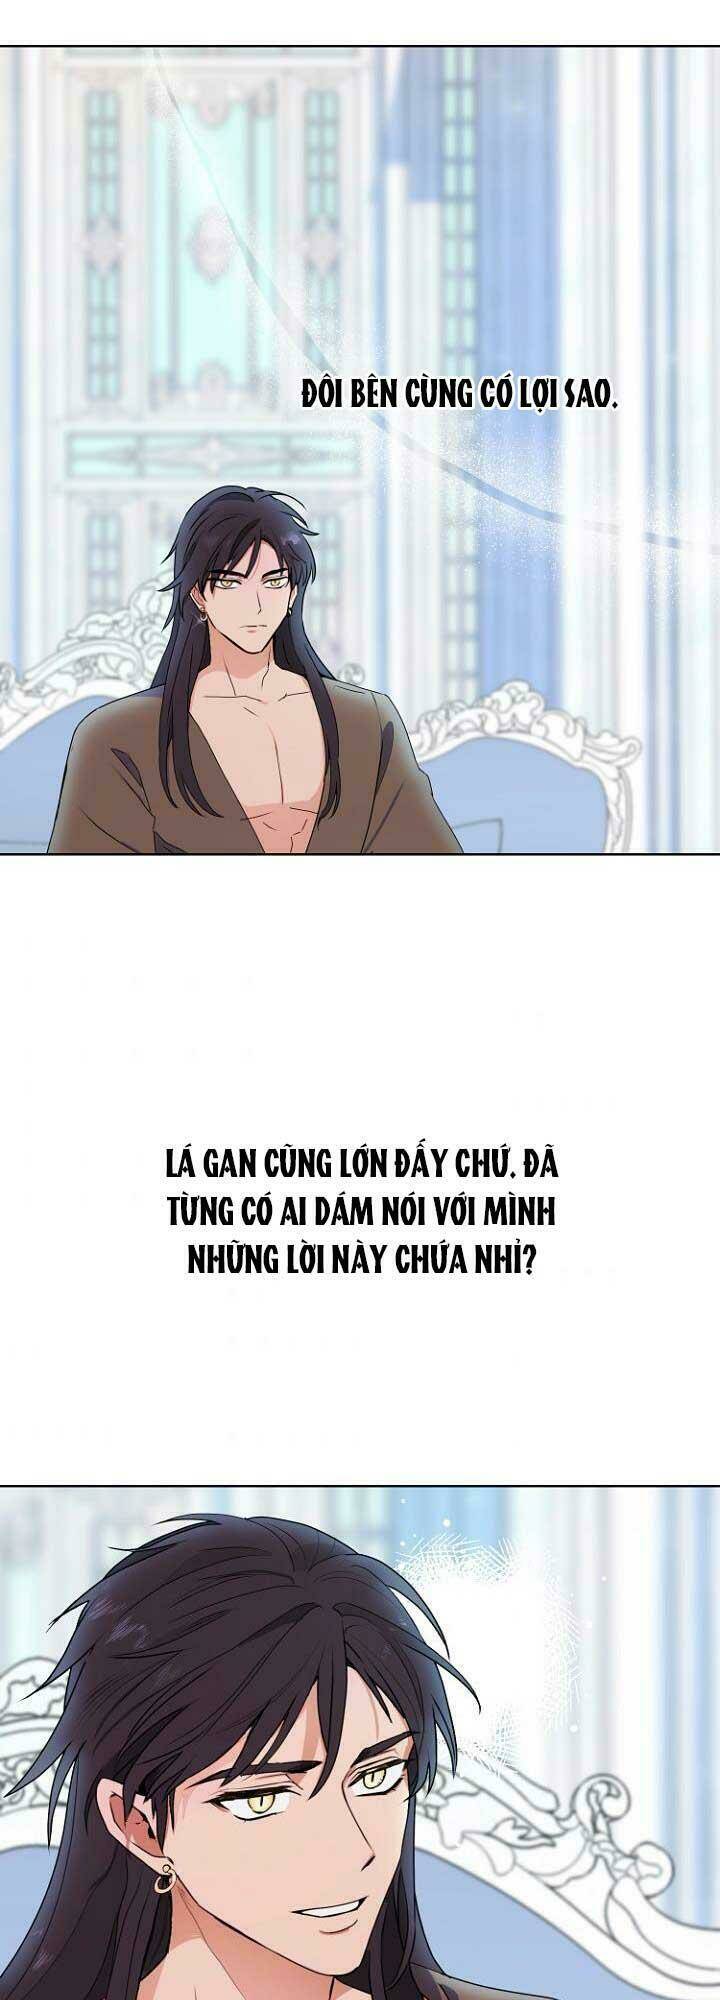 ĐÔI BÊN CÙNG CÓ LỢI SAO.
LÁ GAN CŨNG LỚN ĐẤY CHỨ. ĐÃ
TỪNG CÓ AI DÁM NÓI VỚI MÌNH
NHỮNG LỜI NÀY CHỨA NHỈ?